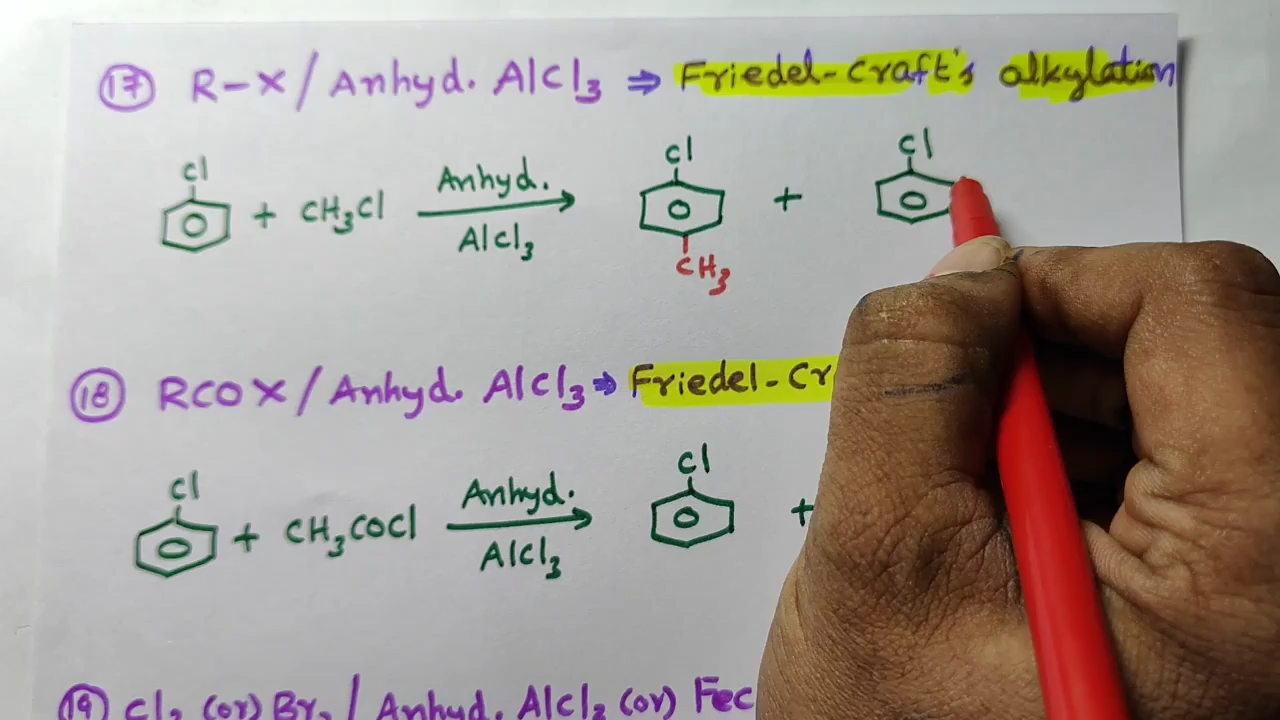 17 R-X / Anhyd. AlCl3 ⇒ Friedel-Craft's alkylation
Cl Cl Cl
+ CH3Cl Anhyd. AlCl3 +
CH3
18 RCOX / Anhyd. AlCl3 ⇒ Friedel-Cr
Cl Cl
+ CH3COCl Anhyd. AlCl3 +
19 Cl2 (or) Br2 / Anhyd. AlCl3 (or) Fec